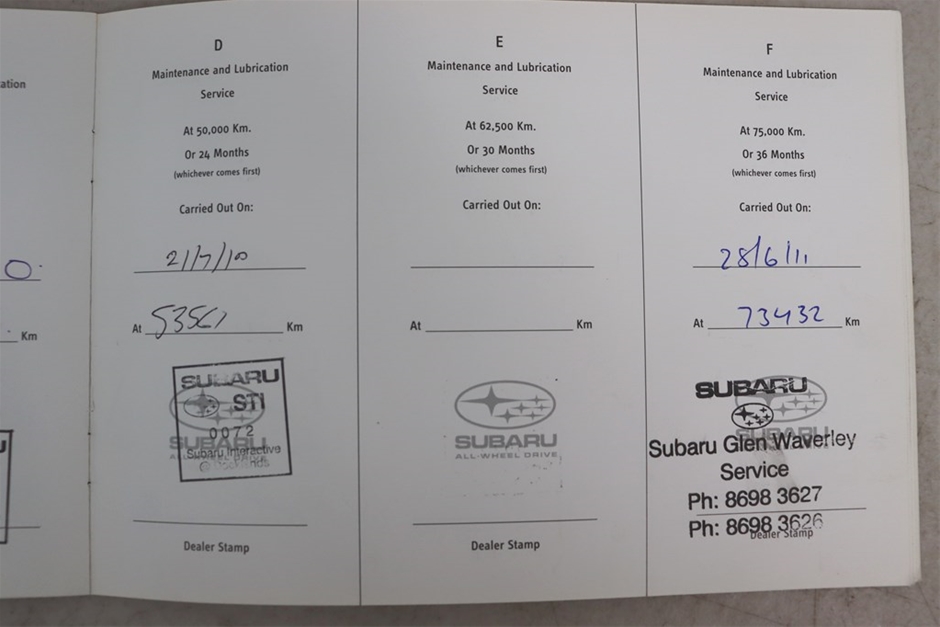 ation
0.
Km
D
Maintenance and Lubrication
Service
At 50,000 Km.
Or 24 Months
(whichever comes first)
Carried Out On:
21/7/10
At Km
SUBARU
STI
0072
Subaru Interactive
@ Docklands
Dealer Stamp
E
Maintenance and Lubrication
Service
At 62,500 Km.
Or 30 Months
(whichever comes first)
Carried Out On:
At Km
SUBARU
ALL-WHEEL DRIVE
Dealer Stamp
F
Maintenance and Lubrication
Service
At 75,000 Km.
Or 36 Months
(whichever comes first)
Carried Out On:
28/6/11
At 73432 Km
SUBARU
Subaru Glen Waverley
Service
Ph: 8698 3627
Ph: 8698 3626
Dealer Stamp